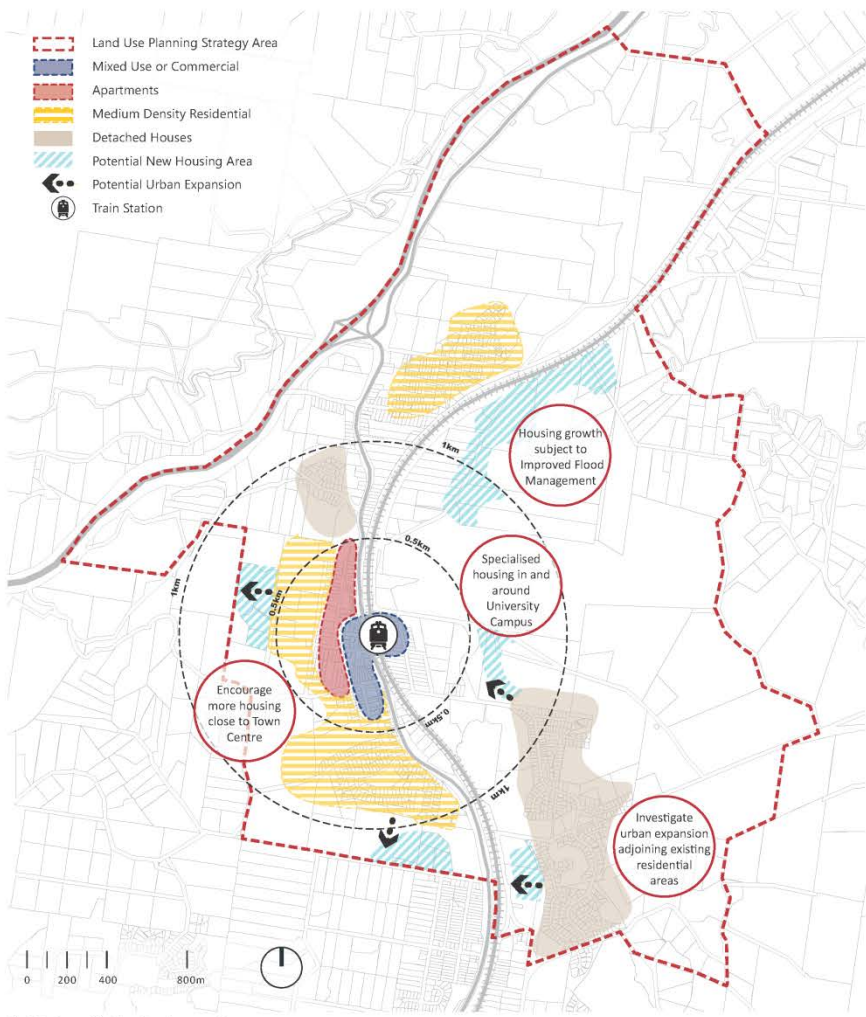 Land Use Planning Strategy Area
Mixed Use or Commercial
Apartments
Medium Density Residential
Detached Houses
Potential New Housing Area
Potential Urban Expansion
Train Station
1km
Housing growth
subject to
Improved Flood
Management
0.5km
Specialised
housing in and
around
University
Campus
1km
0.5km
Encourage
more housing
close to Town
Centre
0.5km
1km
Investigate
urban expansion
adjoining existing
residential
areas
0 200 400 800m